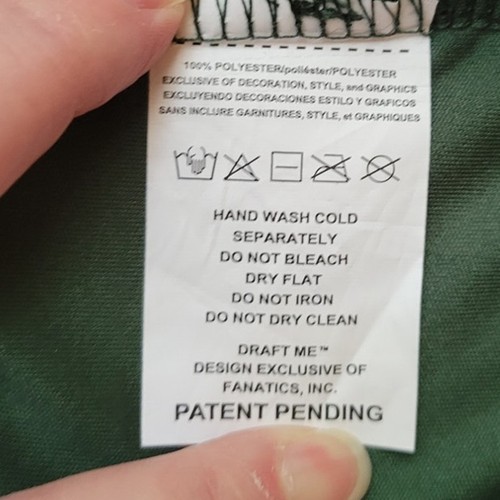 100% POLYESTER/poliéster/POLYESTER
EXCLUSIVE OF DECORATION, STYLE, and GRAPHICS
EXCLUYENDO DECORACIONES ESTILO Y GRAFICOS
SANS INCLURE GARNITURES, STYLE, et GRAPHIQUES
HAND WASH COLD
SEPARATELY
DO NOT BLEACH
DRY FLAT
DO NOT IRON
DO NOT DRY CLEAN
DRAFT ME™
DESIGN EXCLUSIVE OF
FANATICS, INC.
PATENT PENDING